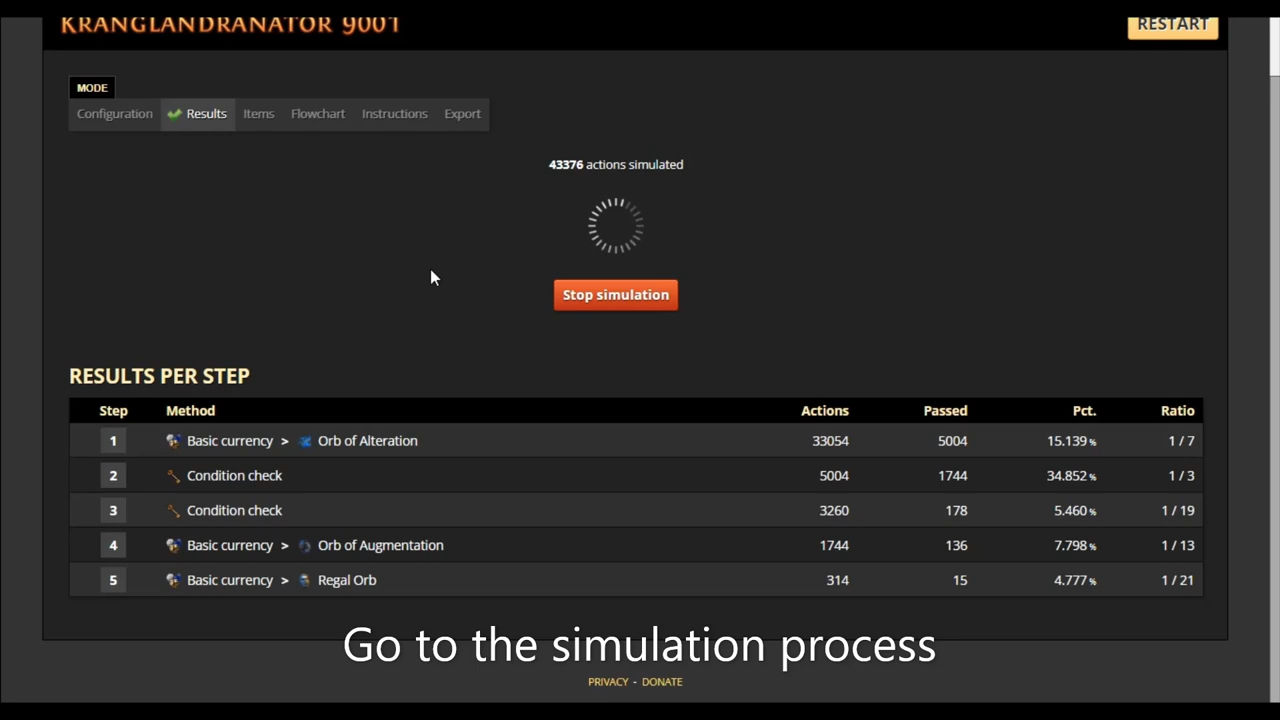 KRANGLANDRANATOR 9001
RESTART
MODE
Configuration Results Items Flowchart Instructions Export
43376 actions simulated
Stop simulation
RESULTS PER STEP
Step Method Actions Passed Pct. Ratio
1 Basic currency > Orb of Alteration 33054 5004 15.139% 1 / 7
2 Condition check 5004 1744 34.852% 1 / 3
3 Condition check 3260 178 5.460% 1 / 19
4 Basic currency > Orb of Augmentation 1744 136 7.798% 1 / 13
5 Basic currency > Regal Orb 314 15 4.777% 1 / 21
Go to the simulation process
PRIVACY - DONATE